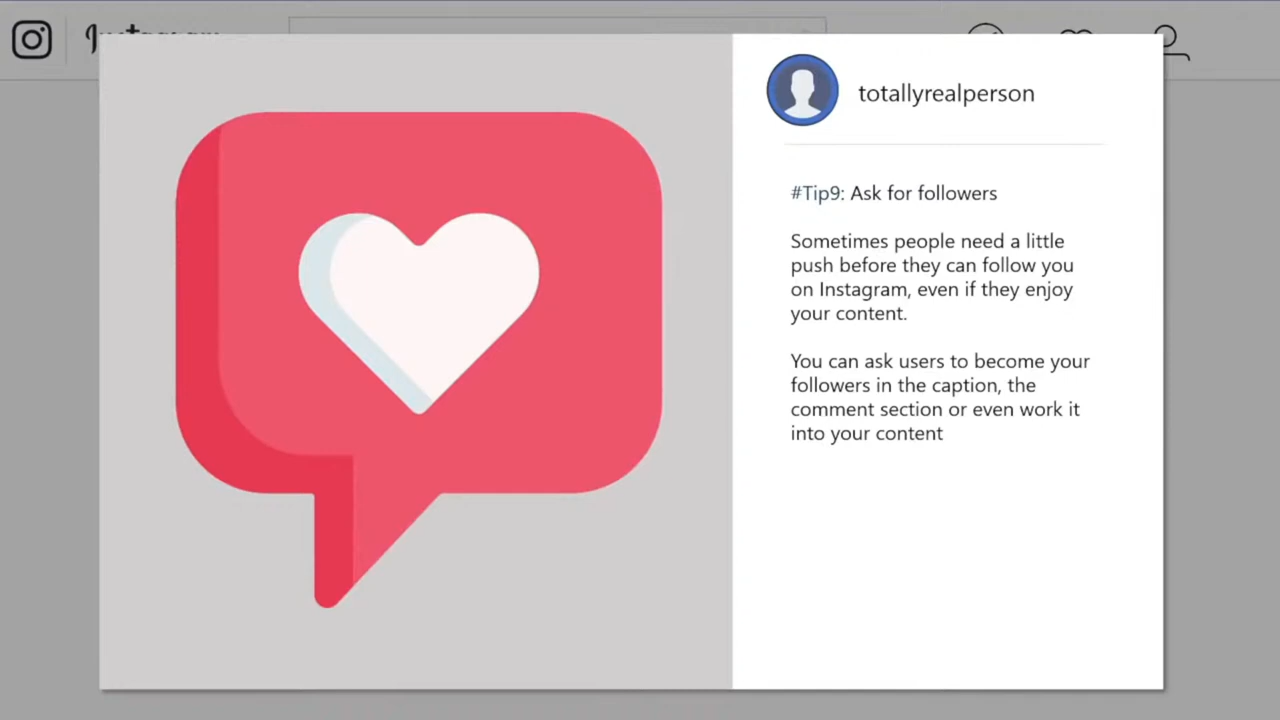 Instagram
totallyrealperson
#Tip9: Ask for followers
Sometimes people need a little
push before they can follow you
on Instagram, even if they enjoy
your content.
You can ask users to become your
followers in the caption, the
comment section or even work it
into your content